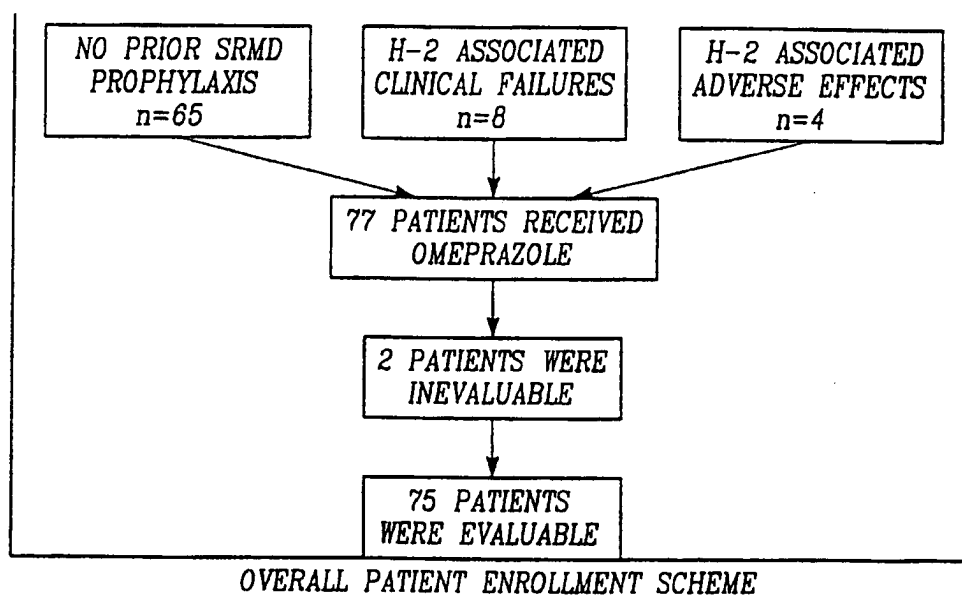 NO PRIOR SRMD
PROPHYLAXIS
n=65
H-2 ASSOCIATED
CLINICAL FAILURES
n=8
H-2 ASSOCIATED
ADVERSE EFFECTS
n=4
77 PATIENTS RECEIVED
OMEPRAZOLE
2 PATIENTS WERE
INEVALUABLE
75 PATIENTS
WERE EVALUABLE
OVERALL PATIENT ENROLLMENT SCHEME